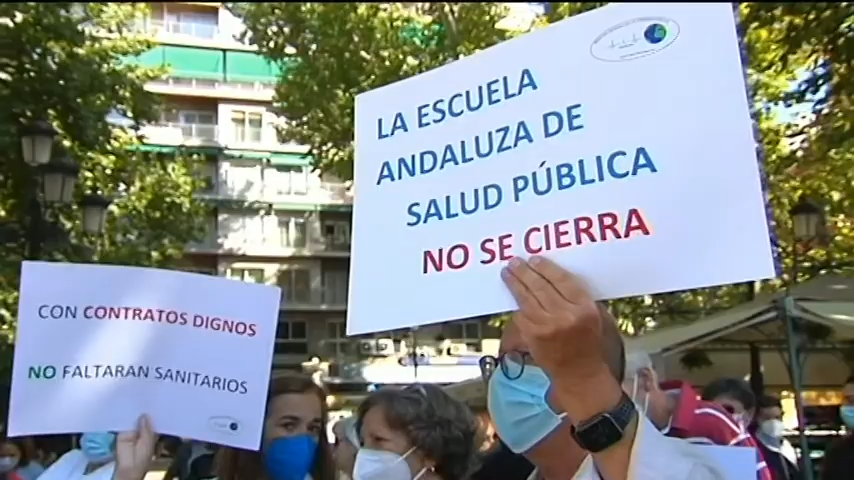 LA ESCUELA
ANDALUZA DE
SALUD PÚBLICA
NO SE CIERRA
CON CONTRATOS DIGNOS
NO FALTARAN SANITARIOS